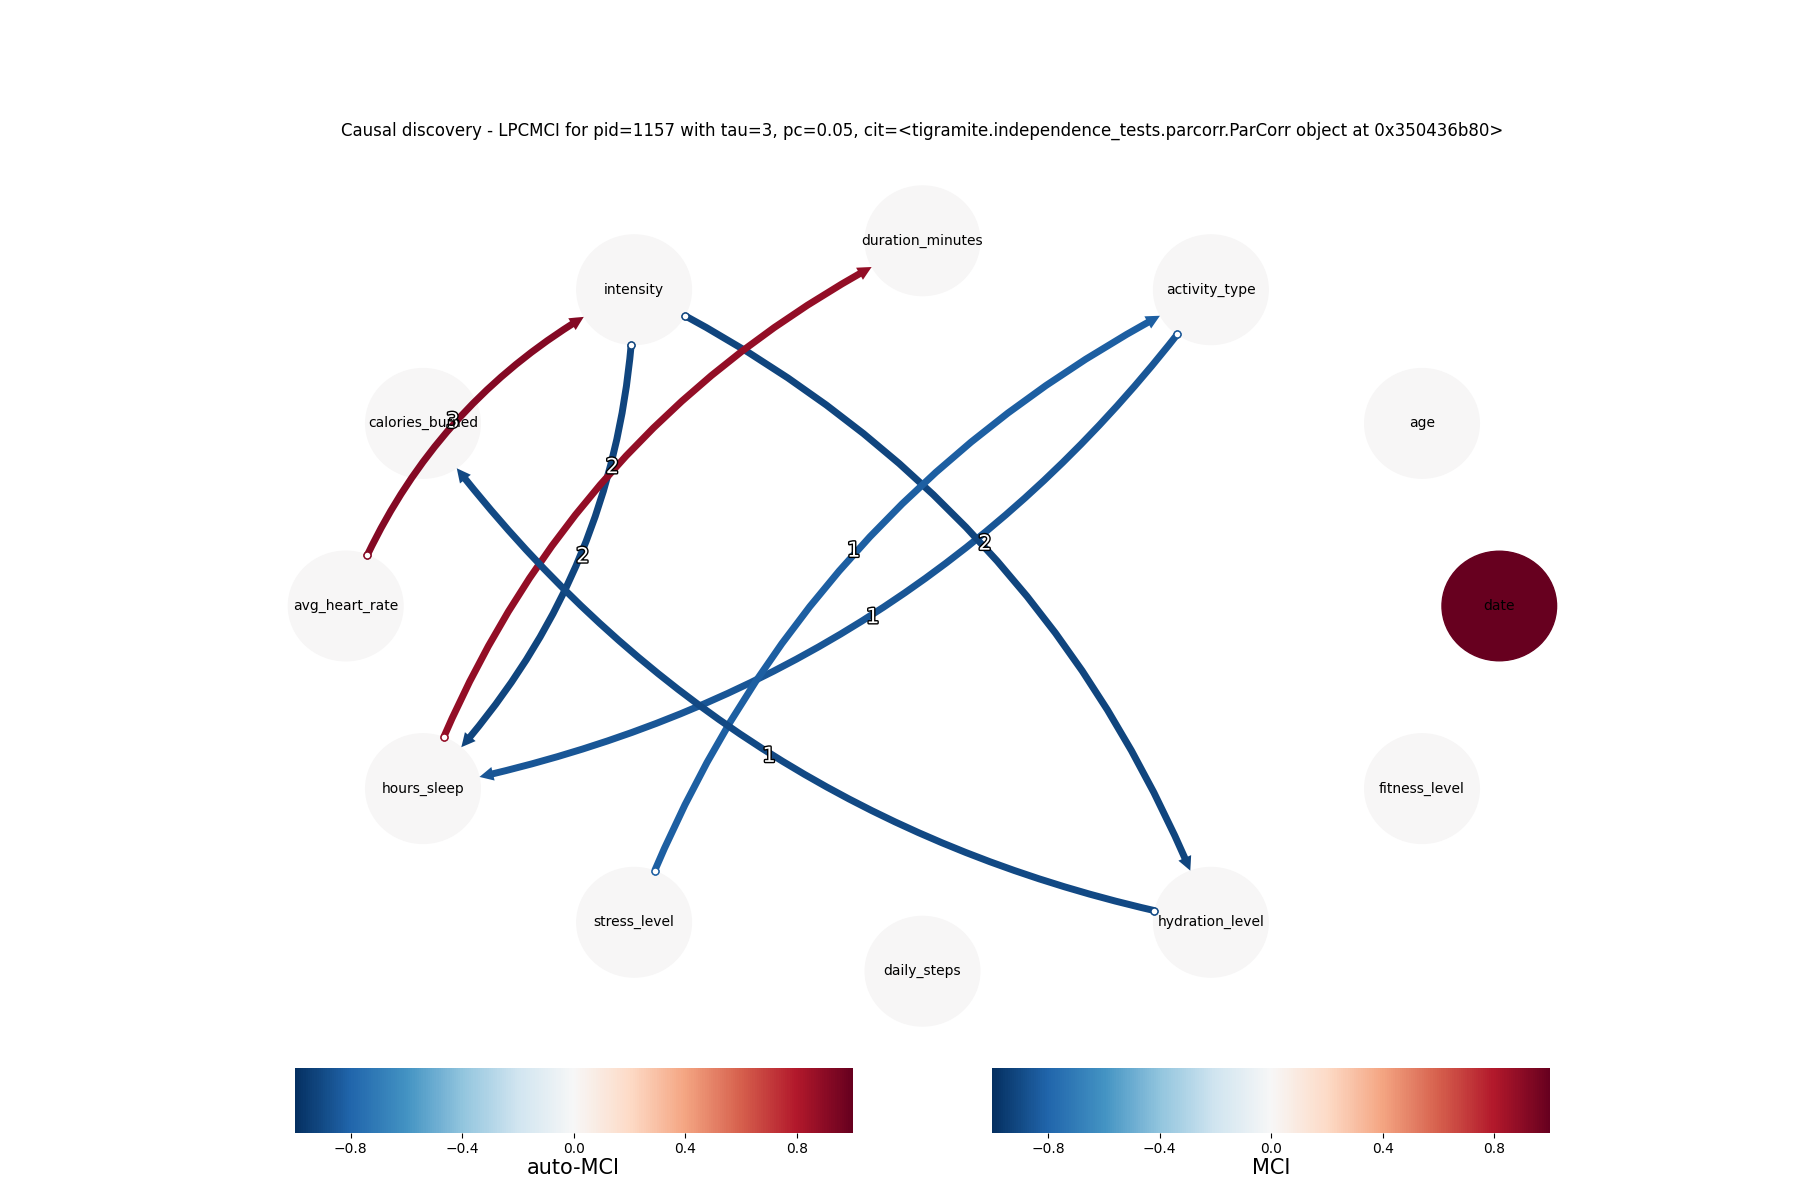 Causal discovery - LPCMCI for pid=1157 with tau=3, pc=0.05, cit=<tigramite.independence_tests.parcorr.ParCorr object at 0x350436b80>
duration_minutes
intensity
activity_type
3
calories_burned
age
2
2
1
2
avg_heart_rate
date
1
1
hours_sleep
fitness_level
stress_level
hydration_level
daily_steps
−0.8 −0.4 0.0 0.4 0.8
auto-MCI
−0.8 −0.4 0.0 0.4 0.8
MCI